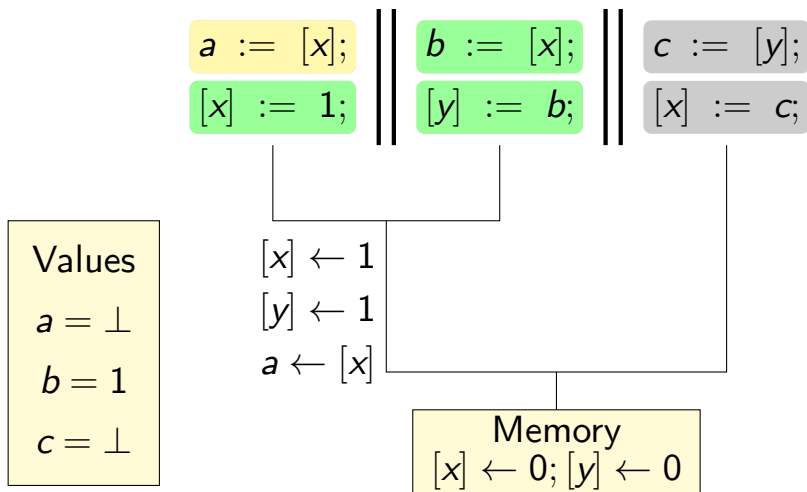 a := [x]; b := [x]; c := [y];
[x] := 1; [y] := b; [x] := c;
Values
a = ⊥
b = 1
c = ⊥
[x] ← 1
[y] ← 1
a ← [x]
Memory
[x] ← 0; [y] ← 0